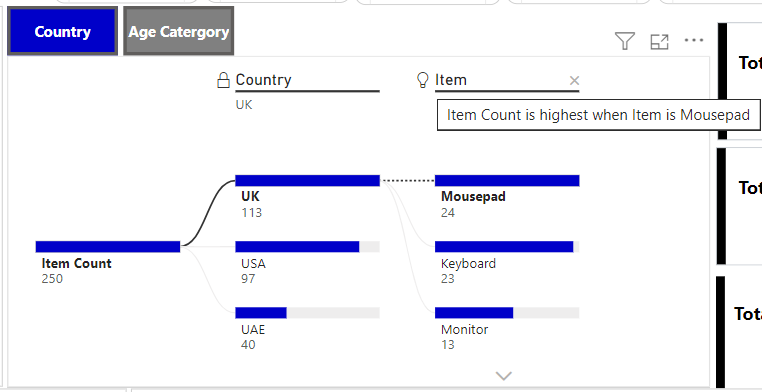 Country
Age Catergory
Country
UK
Item
Item Count is highest when Item is Mousepad
UK
113
Mousepad
24
Item Count
250
USA
97
Keyboard
23
UAE
40
Monitor
13
Tot
Tot
Tota